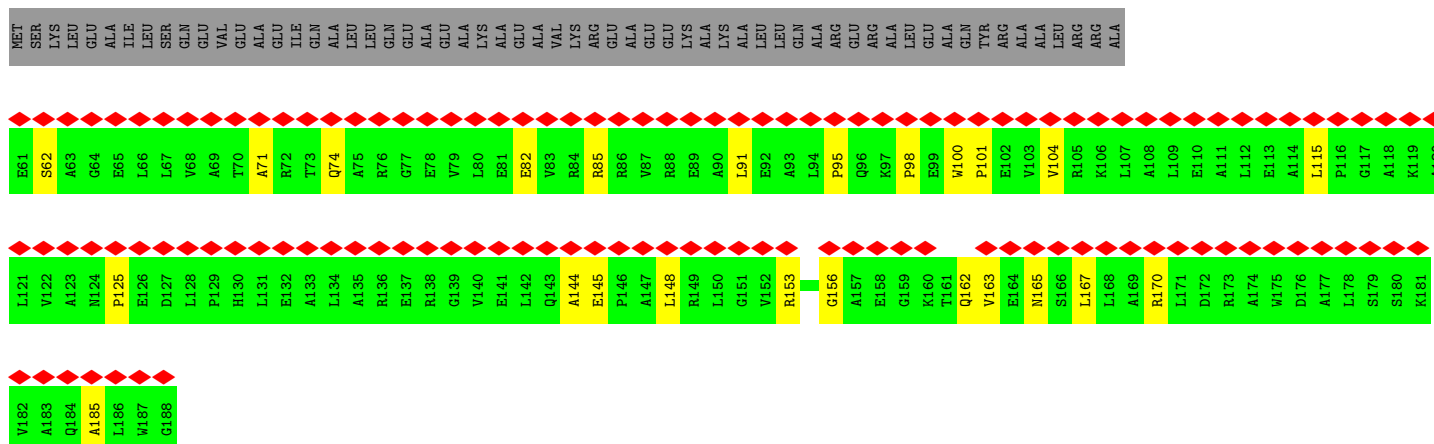 MET SER LYS LEU GLU ALA ILE LEU SER GLN GLU VAL GLU ALA GLU ILE GLN ALA LEU LEU GLN GLU ALA GLU ALA LYS ALA GLU ALA VAL LYS ARG GLU ALA GLU GLU LYS ALA LYS ALA LEU LEU GLN ALA ARG GLU ARG ALA LEU GLU ALA GLN TYR ARG ALA ALA LEU ARG ARG ALA
E61 S62 A63 G64 E65 L66 L67 V68 A69 T70 A71 R72 T73 Q74 A75 R76 G77 E78 V79 L80 E81 E82 V83 R84 R85 R86 V87 R88 E89 A90 L91 E92 A93 L94 P95 Q96 K97 P98 E99 W100 P101 E102 V103 V104 R105 K106 L107 A108 L109 E110 A111 L112 E113 A114 L115 P116 G117 A118 K119
L121 V122 A123 N124 P125 E126 D127 L128 P129 H130 L131 E132 A133 L134 A135 R136 E137 R138 G139 V140 E141 L142 Q143 A144 E145 P146 A147 L148 R149 L150 G151 V152 R153 G156 A157 E158 G159 K160 T161 Q162 V163 E164 N165 S166 L167 L168 A169 R170 L171 D172 R173 A174 W175 D176 A177 L178 S179 S180 K181
V182 A183 Q184 A185 L186 W187 G188